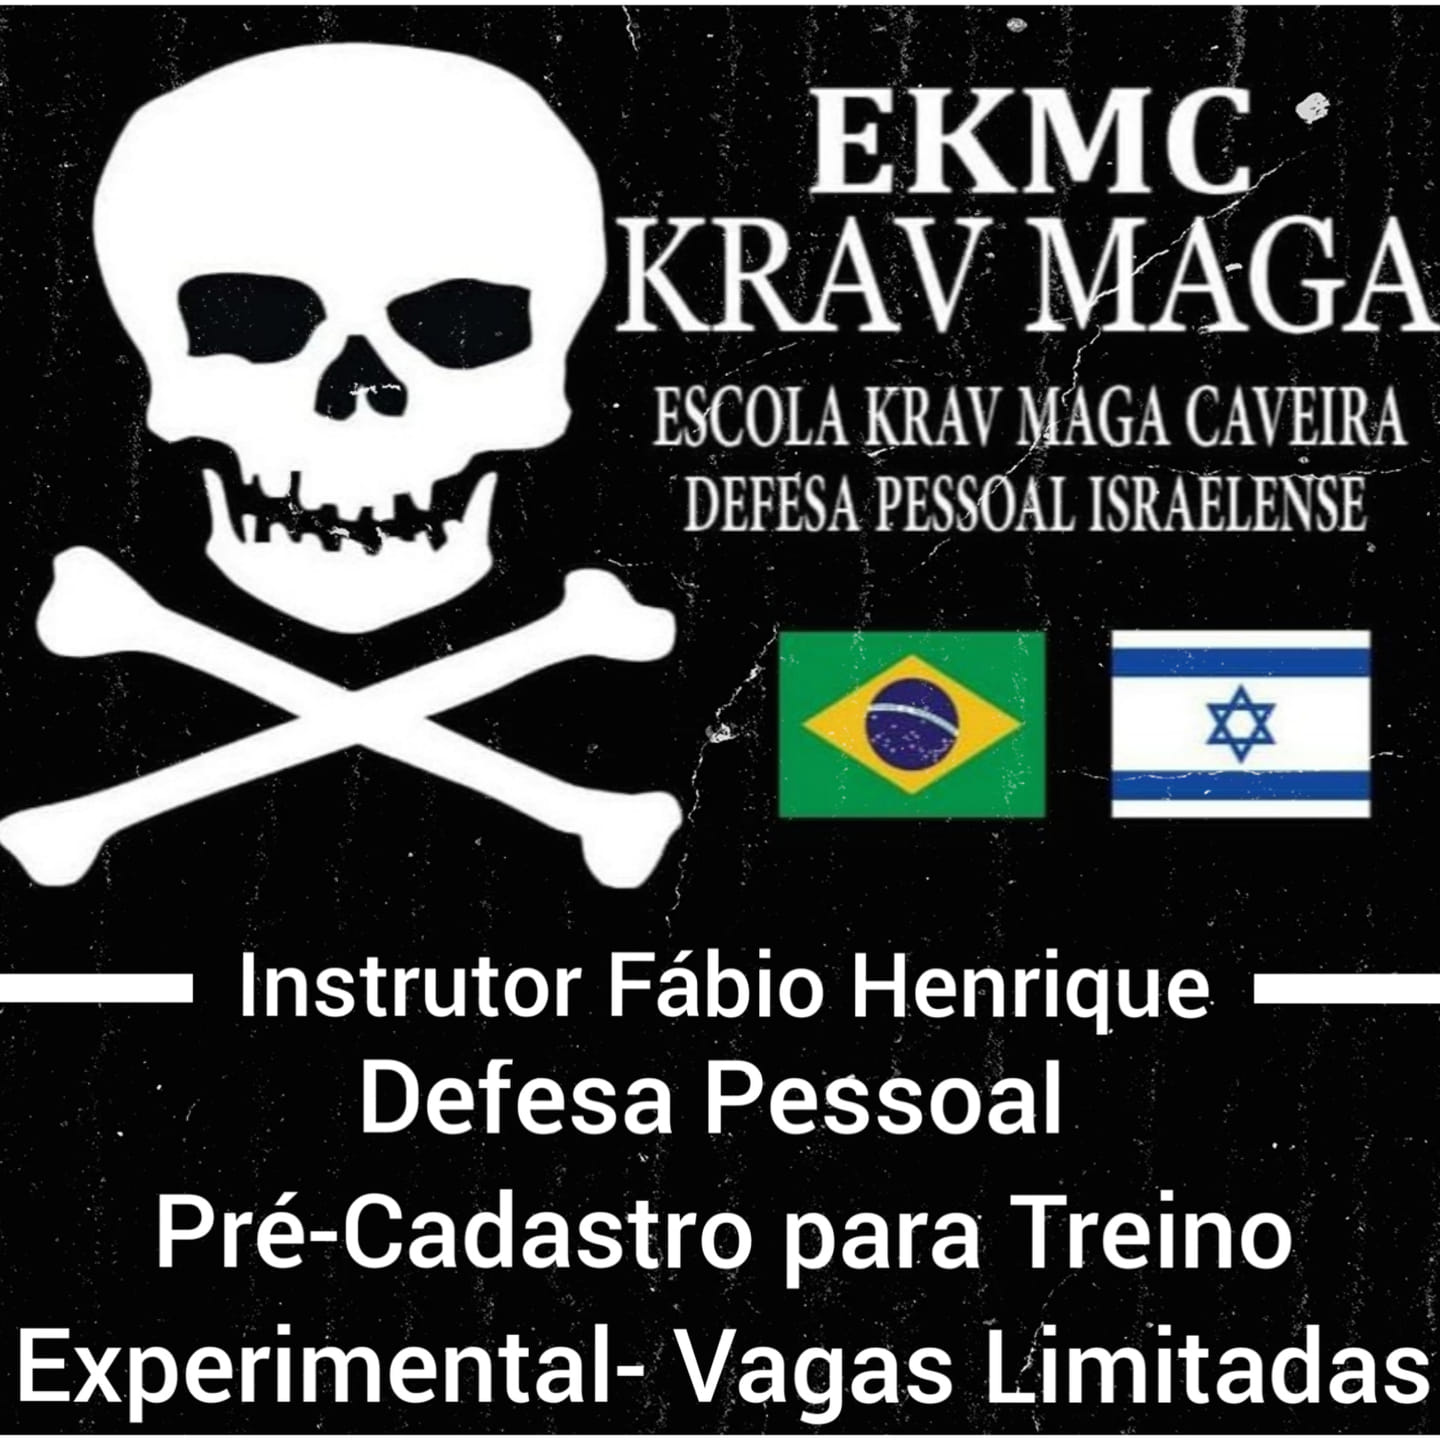 EKMC
KRAV MAGA
ESCOLA KRAV MAGA CAVEIRA
DEFESA PESSOAL ISRAELENSE
Instrutor Fábio Henrique
Defesa Pessoal
Pré-Cadastro para Treino
Experimental- Vagas Limitadas